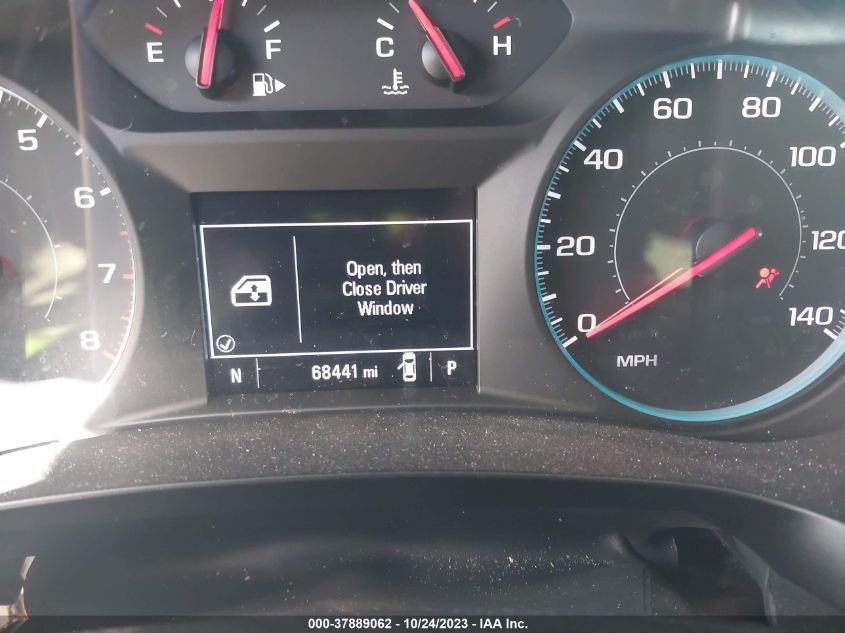 E F C H
5 6 7 8
Open, then
Close Driver
Window
N 68441 mi P
0 20 40 60 80 100 120 140
MPH
000-37889062 - 10/24/2023 - IAA Inc.